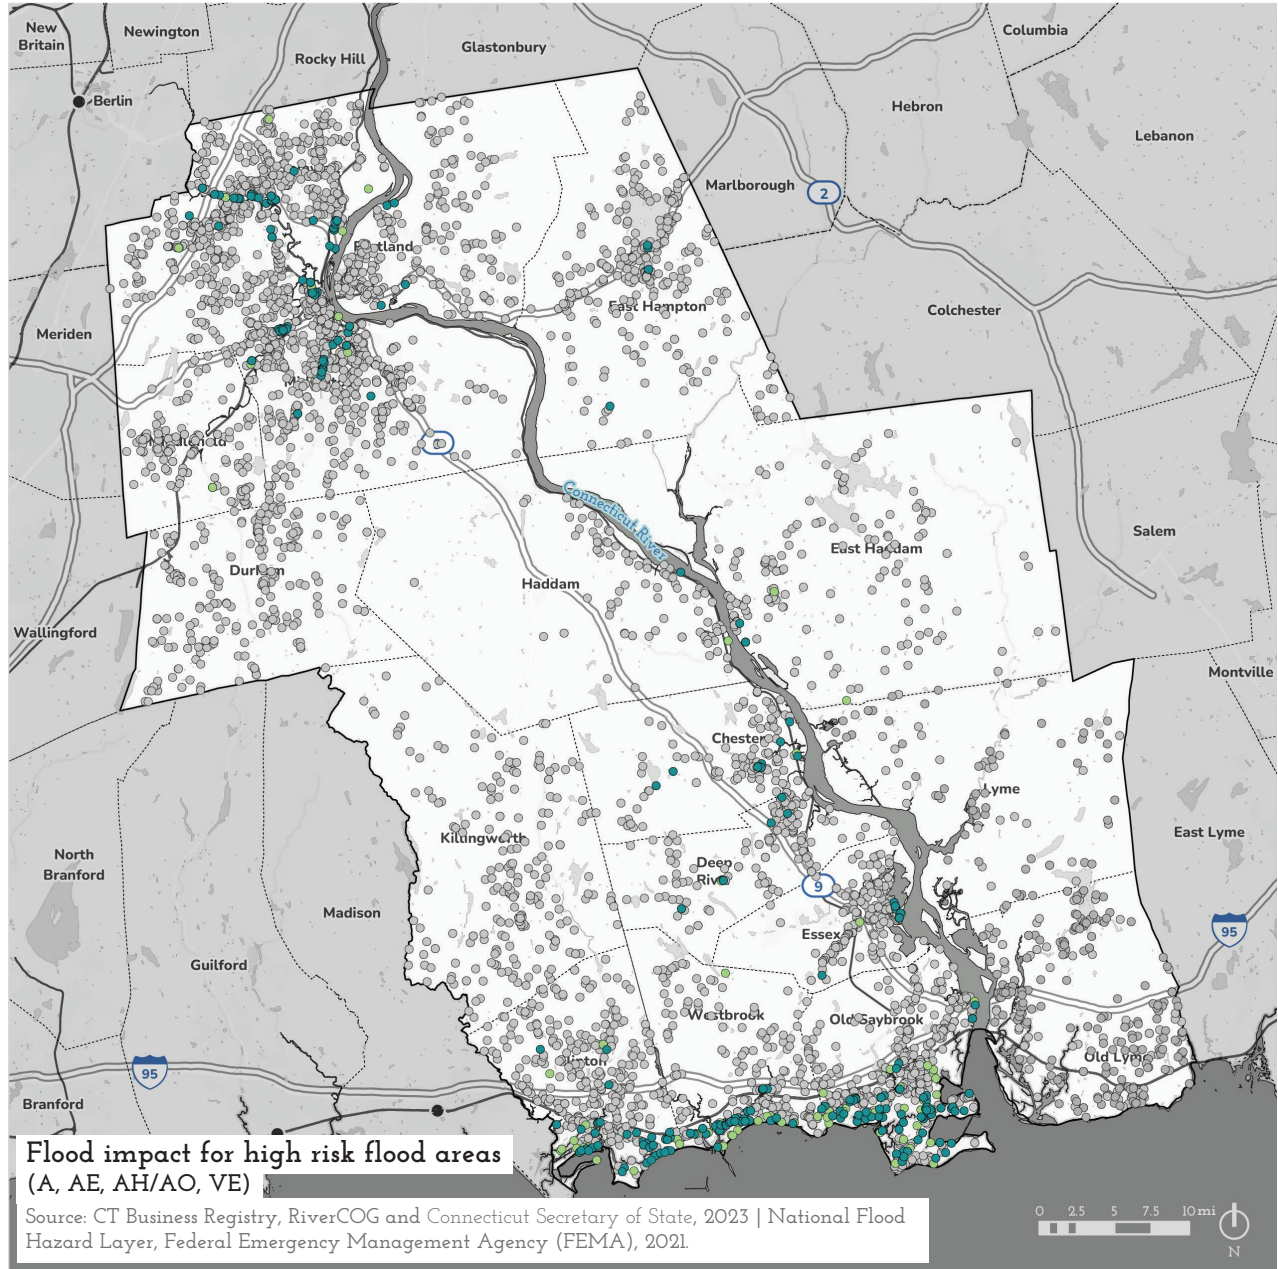 New
Britain
Newington
Rocky Hill
Glastonbury
Columbia
Berlin
Hebron
Lebanon
Marlborough
2
Portland
East Hampton
Colchester
Meriden
Connecticut River
Salem
East Haddam
Durham
Haddam
Wallingford
Montville
Chester
Lyme
East Lyme
Killingworth
North
Branford
Deep
River
9
Madison
Essex
95
Guilford
Westbrook
Old Saybrook
Clinton
Old Lyme
95
Branford
Flood impact for high risk flood areas
(A, AE, AH/AO, VE)
Source: CT Business Registry, RiverCOG and Connecticut Secretary of State, 2023 | National Flood
Hazard Layer, Federal Emergency Management Agency (FEMA), 2021.
0 2.5 5 7.5 10 mi
N